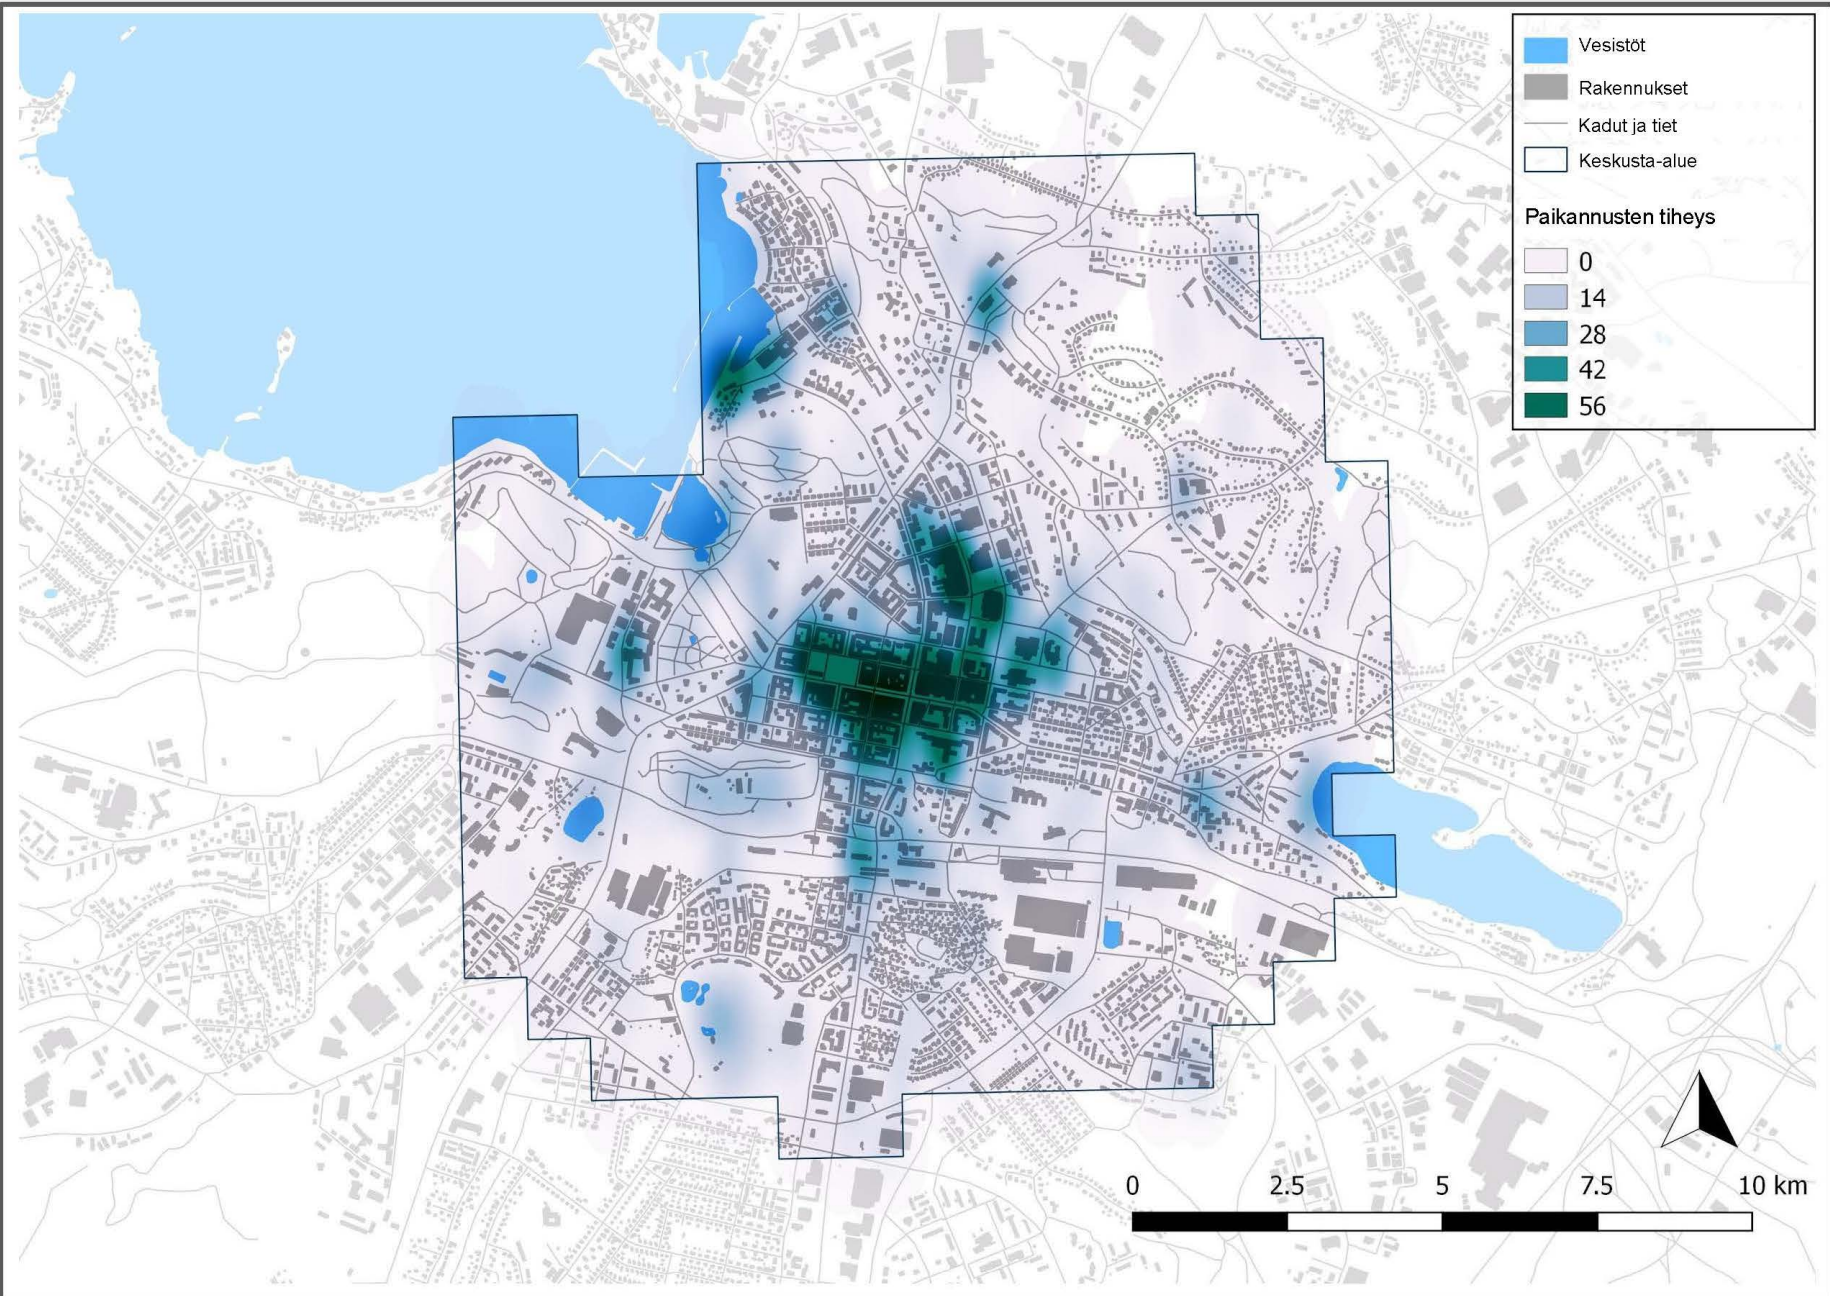 Vesistöt
Rakennukset
Kadut ja tiet
Keskusta-alue
Paikannusten tiheys
0
14
28
42
56
0 2.5 5 7.5 10 km